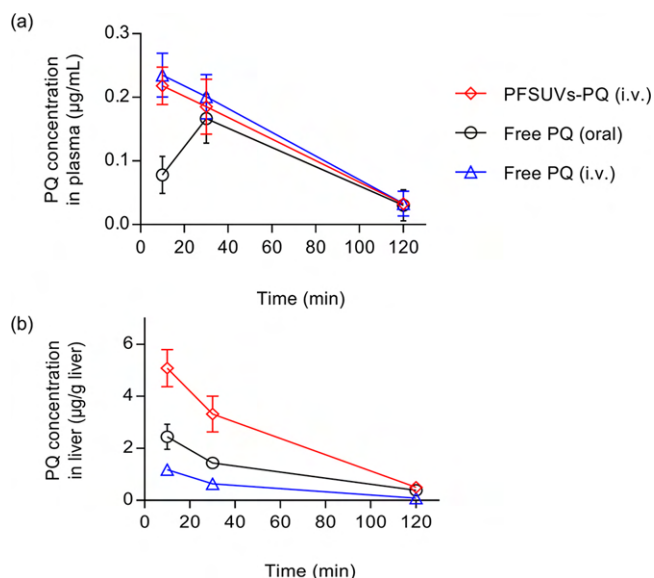 (a)
0.3
0.2
0.1
0.0
PQ concentration
in plasma (µg/mL)
0 20 40 60 80 100 120
Time (min)
PFSUVs-PQ (i.v.)
Free PQ (oral)
Free PQ (i.v.)
(b)
6
4
2
0
PQ concentration
in liver (µg/g liver)
0 20 40 60 80 100 120
Time (min)